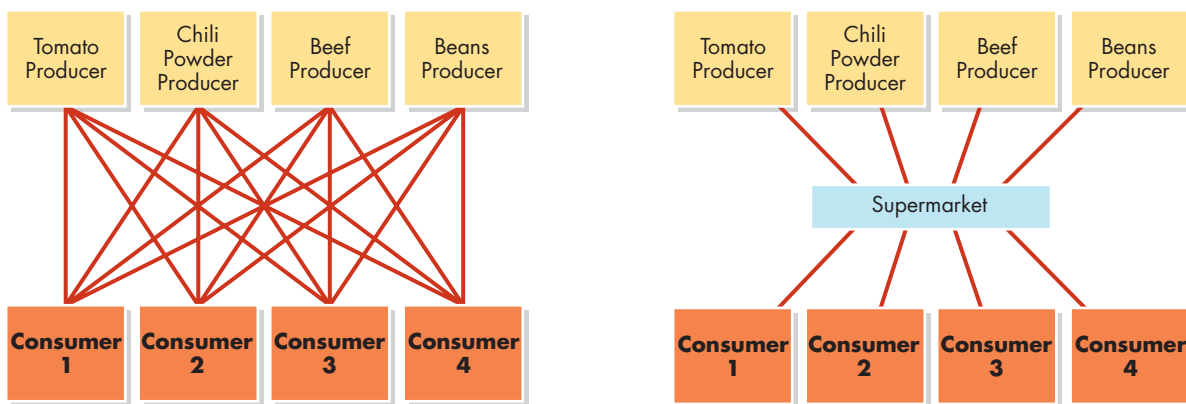 Tomato
Producer
Chili
Powder
Producer
Beef
Producer
Beans
Producer
Consumer
1
Consumer
2
Consumer
3
Consumer
4
Tomato
Producer
Chili
Powder
Producer
Beef
Producer
Beans
Producer
Supermarket
Consumer
1
Consumer
2
Consumer
3
Consumer
4